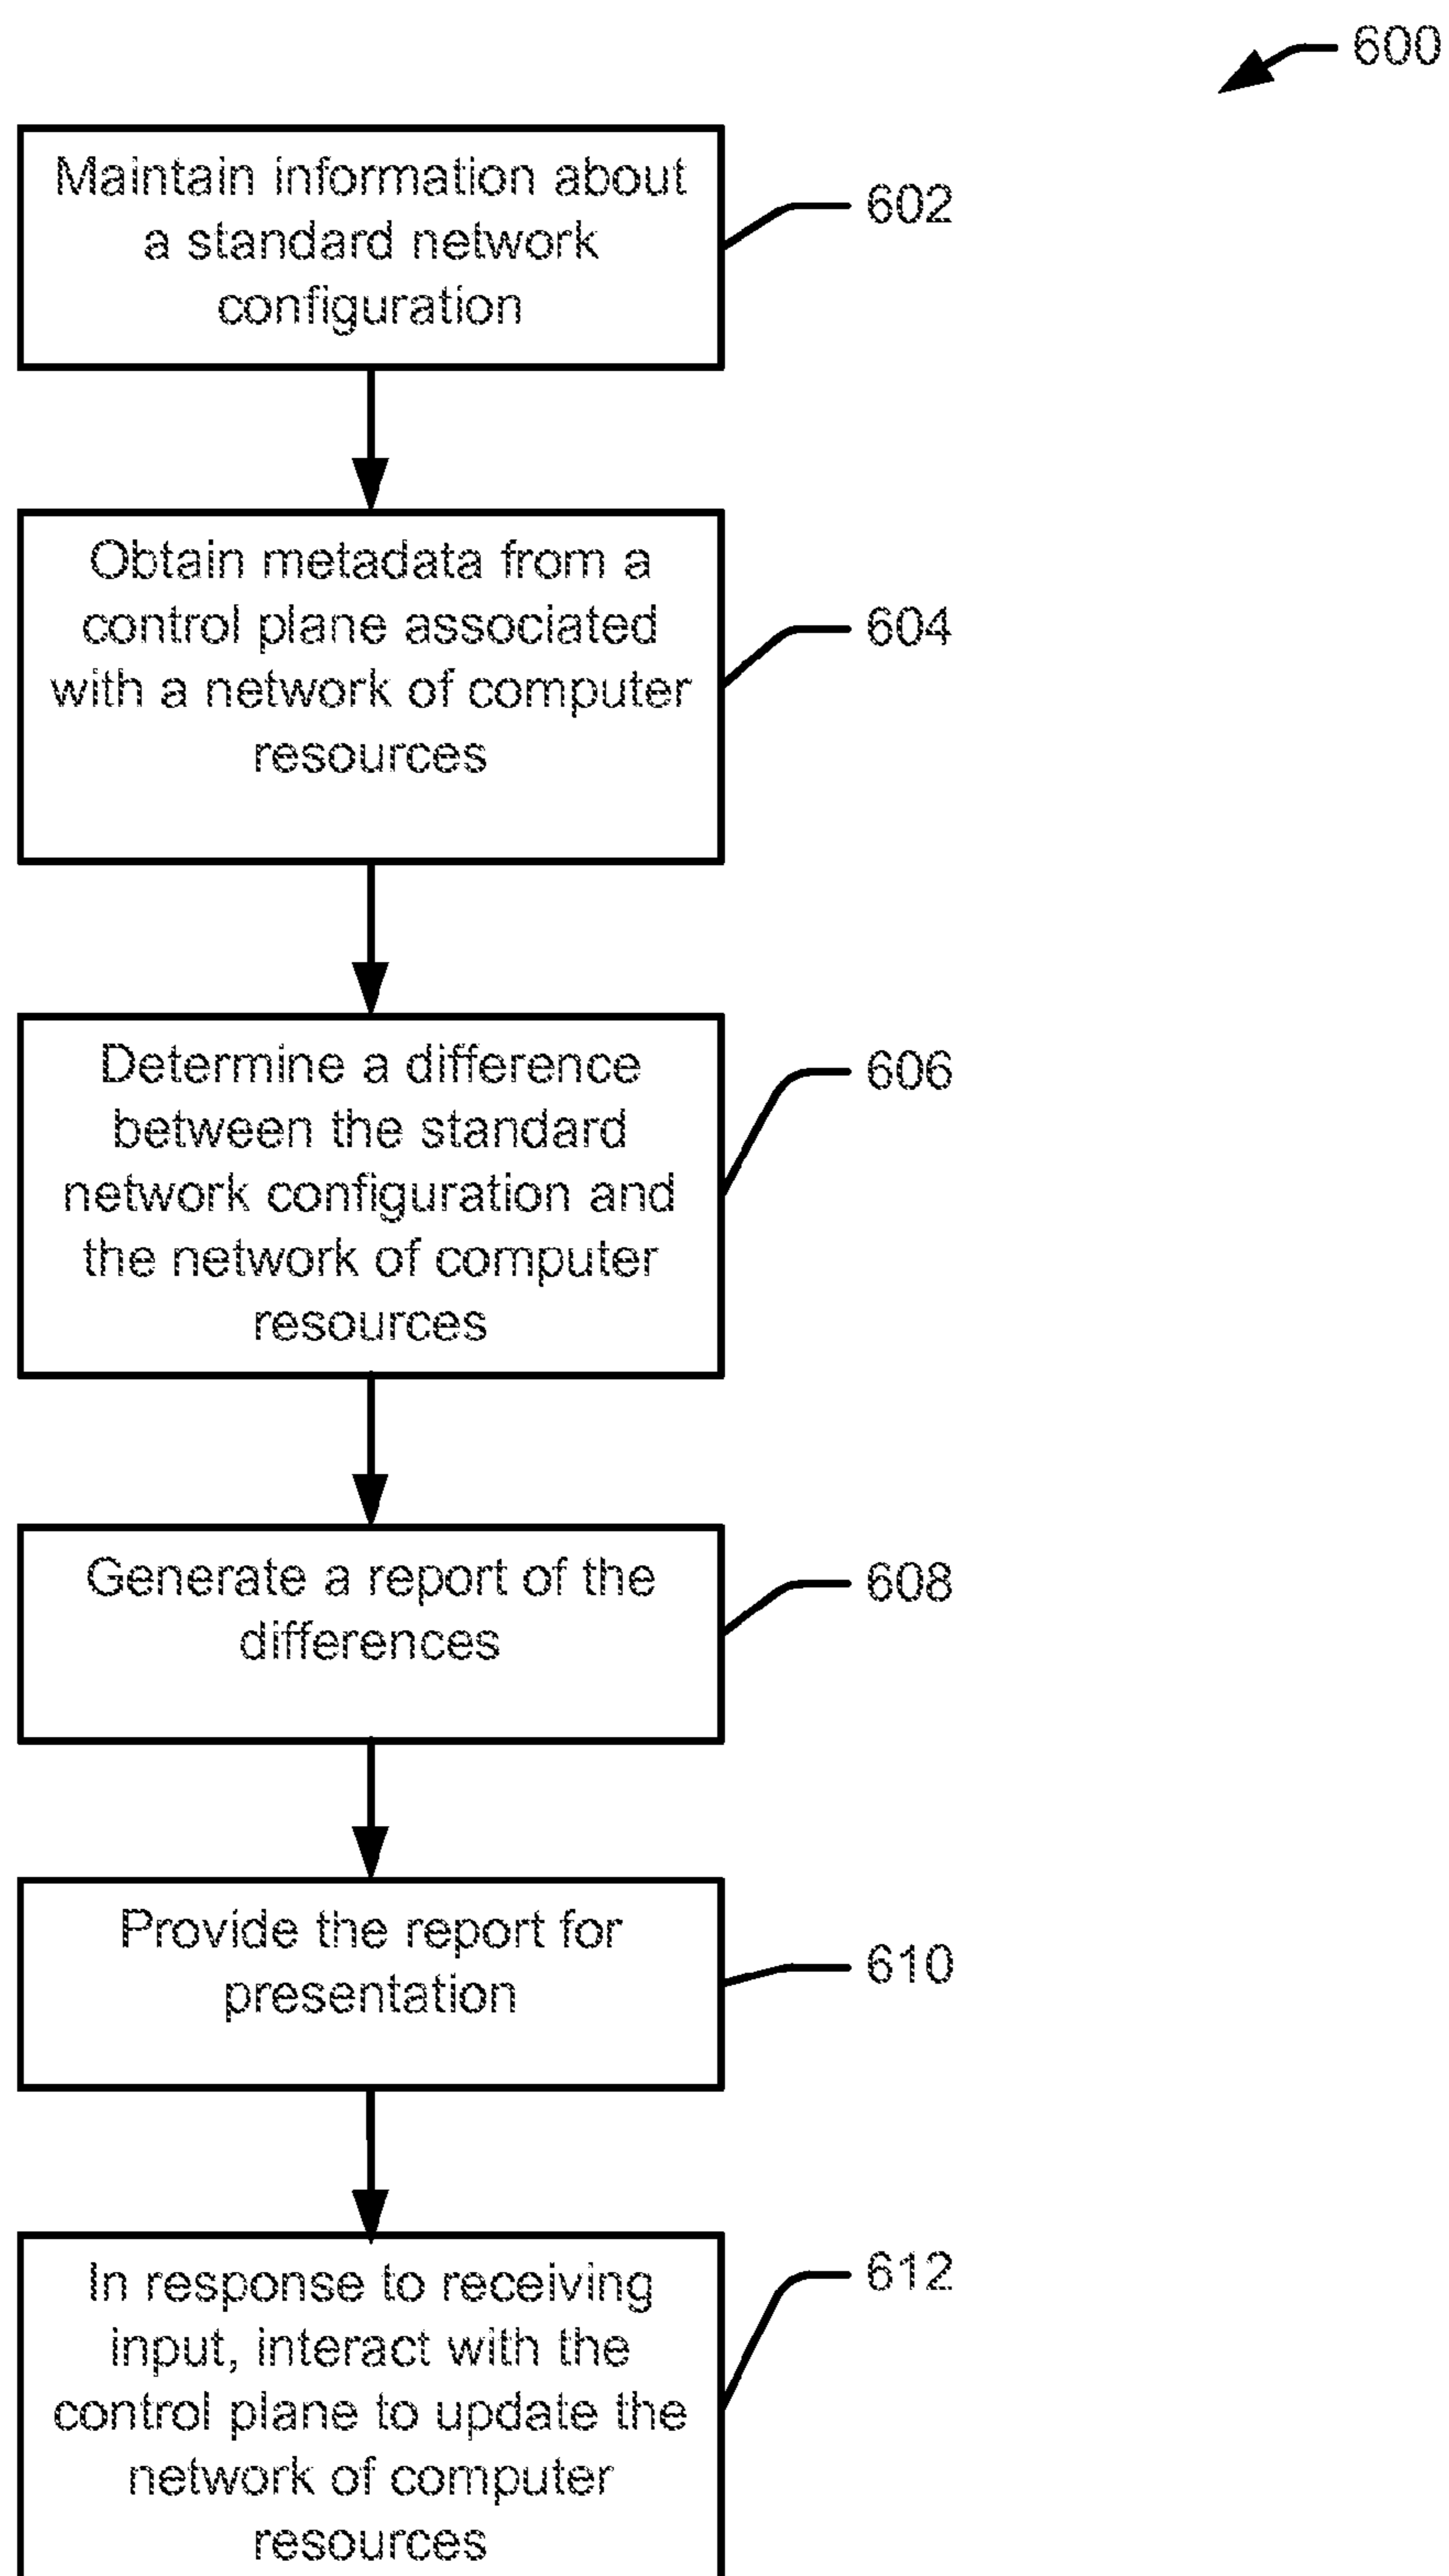 600
Maintain information about
a standard network
configuration
602
Obtain metadata from a
control plane associated
with a network of computer
resources
604
Determine a difference
between the standard
network configuration and
the network of computer
resources
606
Generate a report of the
differences
608
Provide the report for
presentation
610
In response to receiving
input, interact with the
control plane to update the
network of computer
resources
612